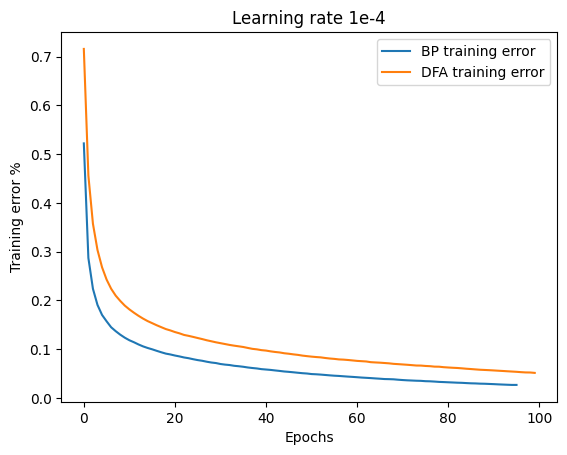 Learning rate 1e-4
BP training error
DFA training error
Training error %
0.7
0.6
0.5
0.4
0.3
0.2
0.1
0.0
0
20
40
60
80
100
Epochs